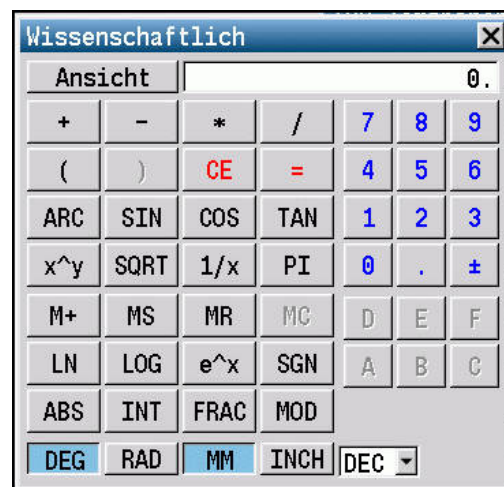 Wissenschaftlich
Ansicht 0.
+ - * / 7 8 9
( ) CE = 4 5 6
ARC SIN COS TAN 1 2 3
x^y SQRT 1/x PI 0 . ±
M+ MS MR MC D E F
LN LOG e^x SGN A B C
ABS INT FRAC MOD
DEG RAD MM INCH DEC